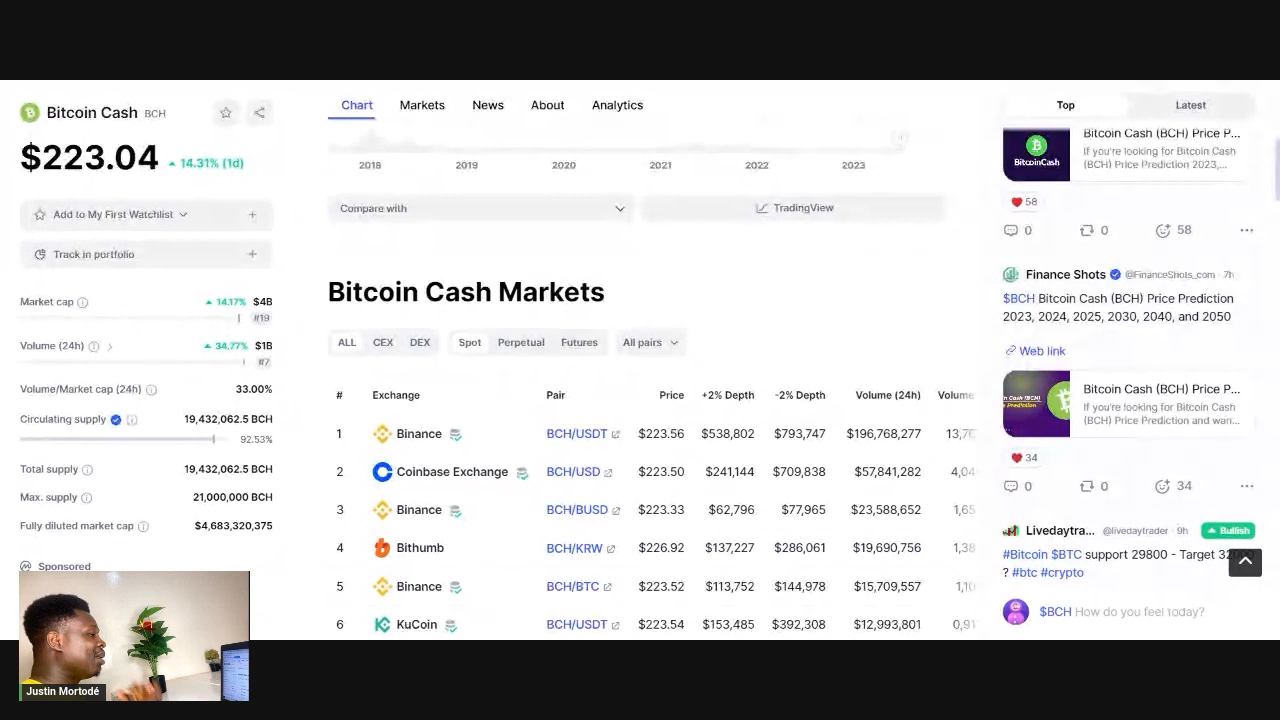 Bitcoin Cash BCH
$223.04 14.31% (1d)
Add to My First Watchlist
Track in portfolio
Market cap 14.17% $4B
#19
Volume (24h) 34.77% $1B
#7
Volume/Market cap (24h) 33.00%
Circulating supply 19,432,062.5 BCH
92.53%
Total supply 19,432,062.5 BCH
Max. supply 21,000,000 BCH
Fully diluted market cap $4,683,320,375
Sponsored
Justin Mortodé
Chart Markets News About Analytics
2018 2019 2020 2021 2022 2023
Compare with TradingView
Bitcoin Cash Markets
ALL CEX DEX Spot Perpetual Futures All pairs
# Exchange Pair Price +2% Depth -2% Depth Volume (24h) Volume
1 Binance BCH/USDT $223.56 $538,802 $793,747 $196,768,277
2 Coinbase Exchange BCH/USD $223.50 $241,144 $709,838 $57,841,282 4,04
3 Binance BCH/BUSD $223.33 $62,796 $77,965 $23,588,652 1,65
4 Bithumb BCH/KRW $226.92 $137,227 $286,061 $19,690,756 1,38
5 Binance BCH/BTC $223.52 $113,752 $144,978 $15,709,557
6 KuCoin BCH/USDT $223.54 $153,485 $392,308 $12,993,801
Top Latest
BitcoinCash
Bitcoin Cash (BCH) Price P...
If you're looking for Bitcoin Cash
(BCH) Price Prediction 2023,...
58
0 0 58
Finance Shots @FinanceShots_com · 7h
$BCH Bitcoin Cash (BCH) Price Prediction
2023, 2024, 2025, 2030, 2040, and 2050
Web link
Bitcoin Cash (BCH) Price P...
If you're looking for Bitcoin Cash
(BCH) Price Prediction and wan...
34
0 0 34
Livedaytra... @livedaytrader · 9h Bullish
#Bitcoin $BTC support 29800 - Target
? #btc #crypto
$BCH How do you feel today?